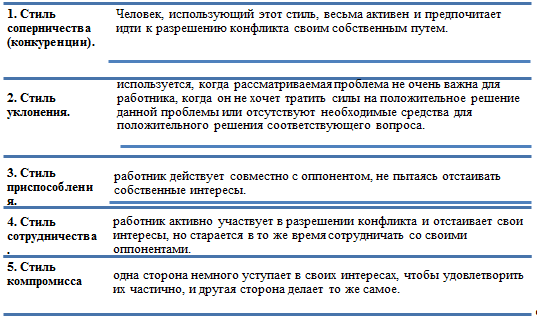 1. Стиль
соперничества
(конкуренции).
Человек, использующий этот стиль, весьма активен и предпочитает
идти к разрешению конфликта своим собственным путем.
2. Стиль
уклонения.
используется, когда рассматриваемая проблема не очень важна для
работника, когда он не хочет тратить силы на положительное решение
данной проблемы или отсутствуют необходимые средства для
положительного решения соответствующего вопроса.
3. Стиль
приспособлени
я.
работник действует совместно с оппонентом, не пытаясь отстаивать
собственные интересы.
4. Стиль
сотрудничества
.
работник активно участвует в разрешении конфликта и отстаивает свои
интересы, но старается в то же время сотрудничать со своими
оппонентами.
5. Стиль
компромисса
одна сторона немного уступает в своих интересах, чтобы удовлетворить
их частично, и другая сторона делает то же самое.